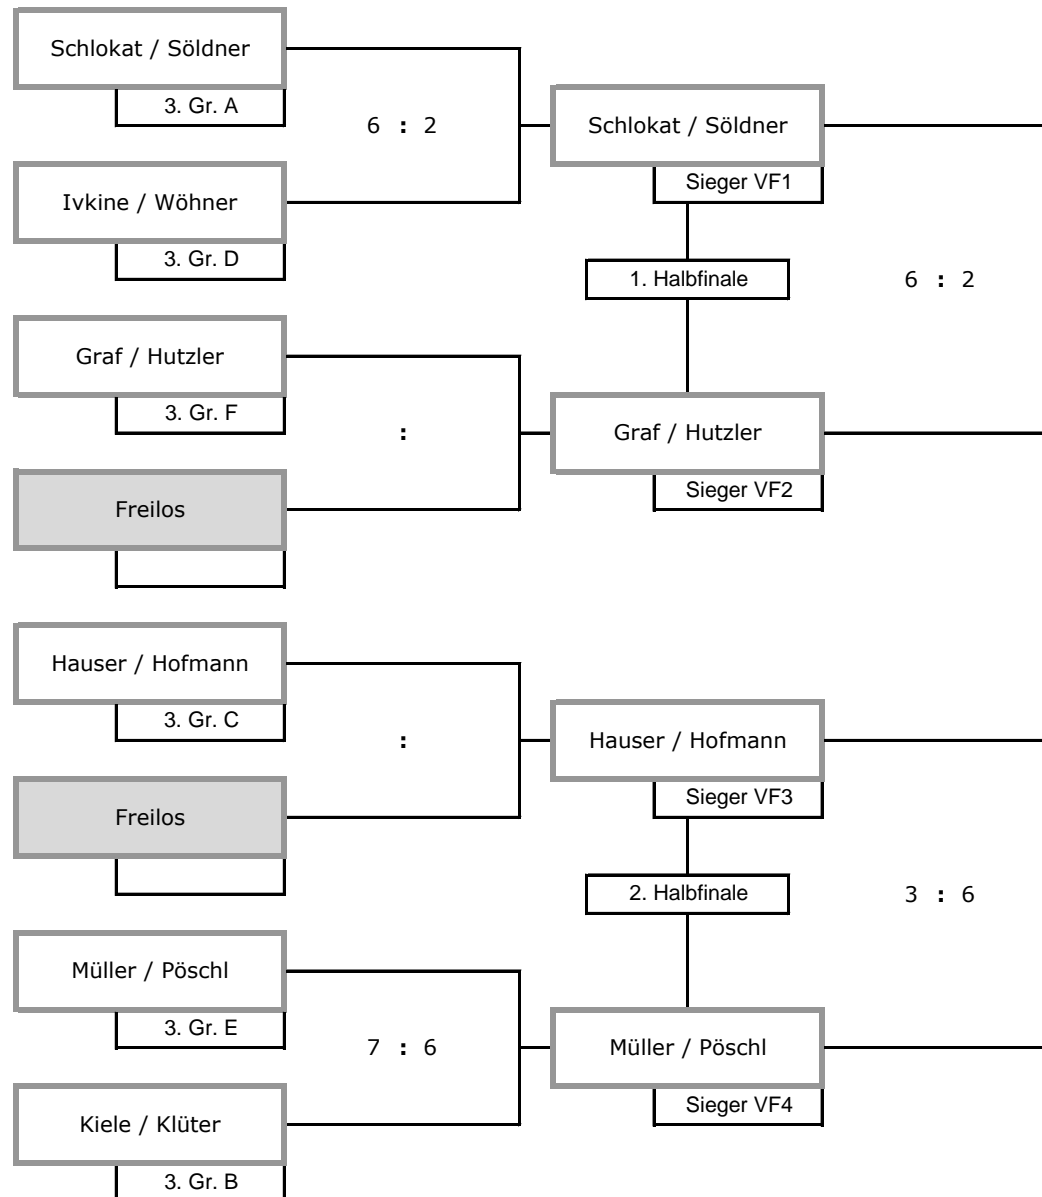 Schlokat / Söldner
3. Gr. A
6 : 2
Schlokat / Söldner
Ivkine / Wöhner
Sieger VF1
3. Gr. D
1. Halbfinale
6 : 2
Graf / Hutzler
3. Gr. F
:
Graf / Hutzler
Freilos
Sieger VF2
Hauser / Hofmann
3. Gr. C
:
Hauser / Hofmann
Freilos
Sieger VF3
2. Halbfinale
3 : 6
Müller / Pöschl
3. Gr. E
7 : 6
Müller / Pöschl
Kiele / Klüter
Sieger VF4
3. Gr. B